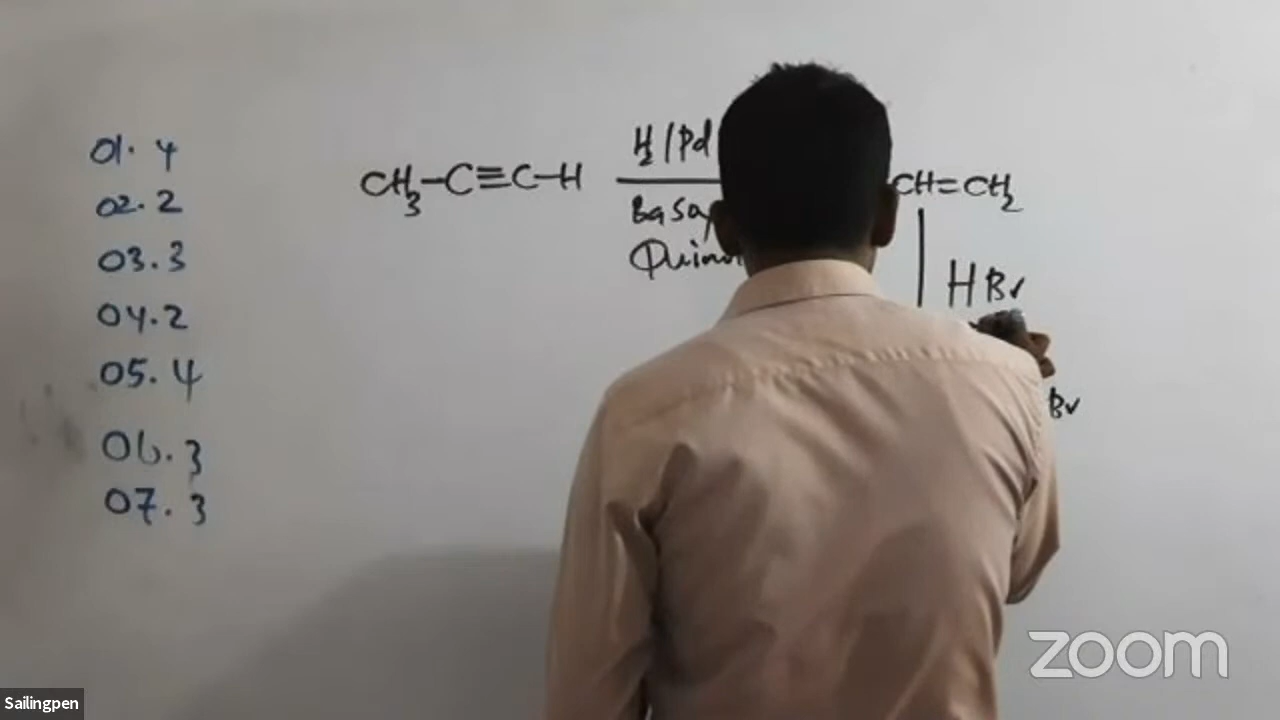 01. 4
02. 2
03. 3
04. 2
05. 4
06. 3
07. 3
CH₃-C≡C-H
H₂/Pd
CH=CH₂
HBr
Br
zoom
Sailingpen